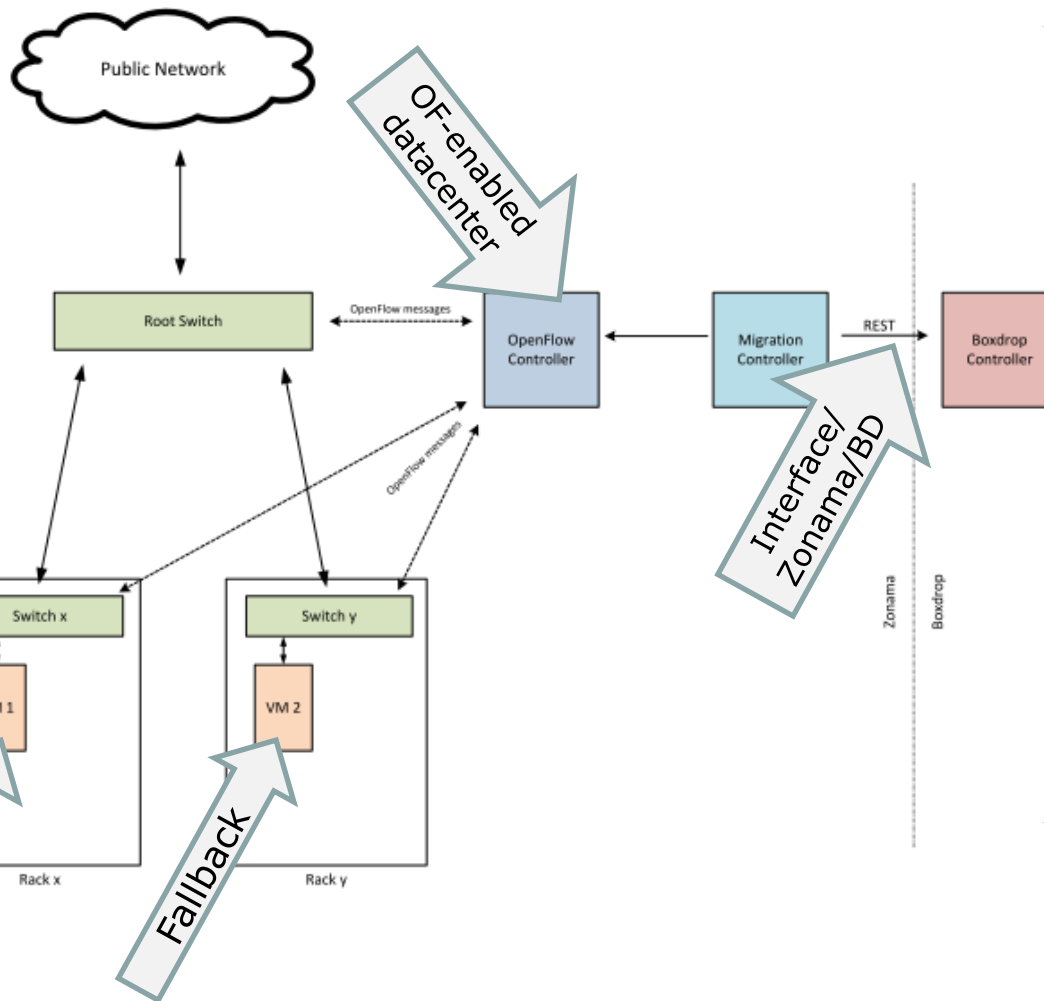 Public Network
OF-enabled
datacenter
Root Switch
OpenFlow messages
OpenFlow
Controller
Migration
Controller
REST
Boxdrop
Controller
OpenFlow messages
Interface/
Zonama/BD
Zonama
Boxdrop
Switch x
Switch y
1
VM 2
Fallback
Rack x
Rack y